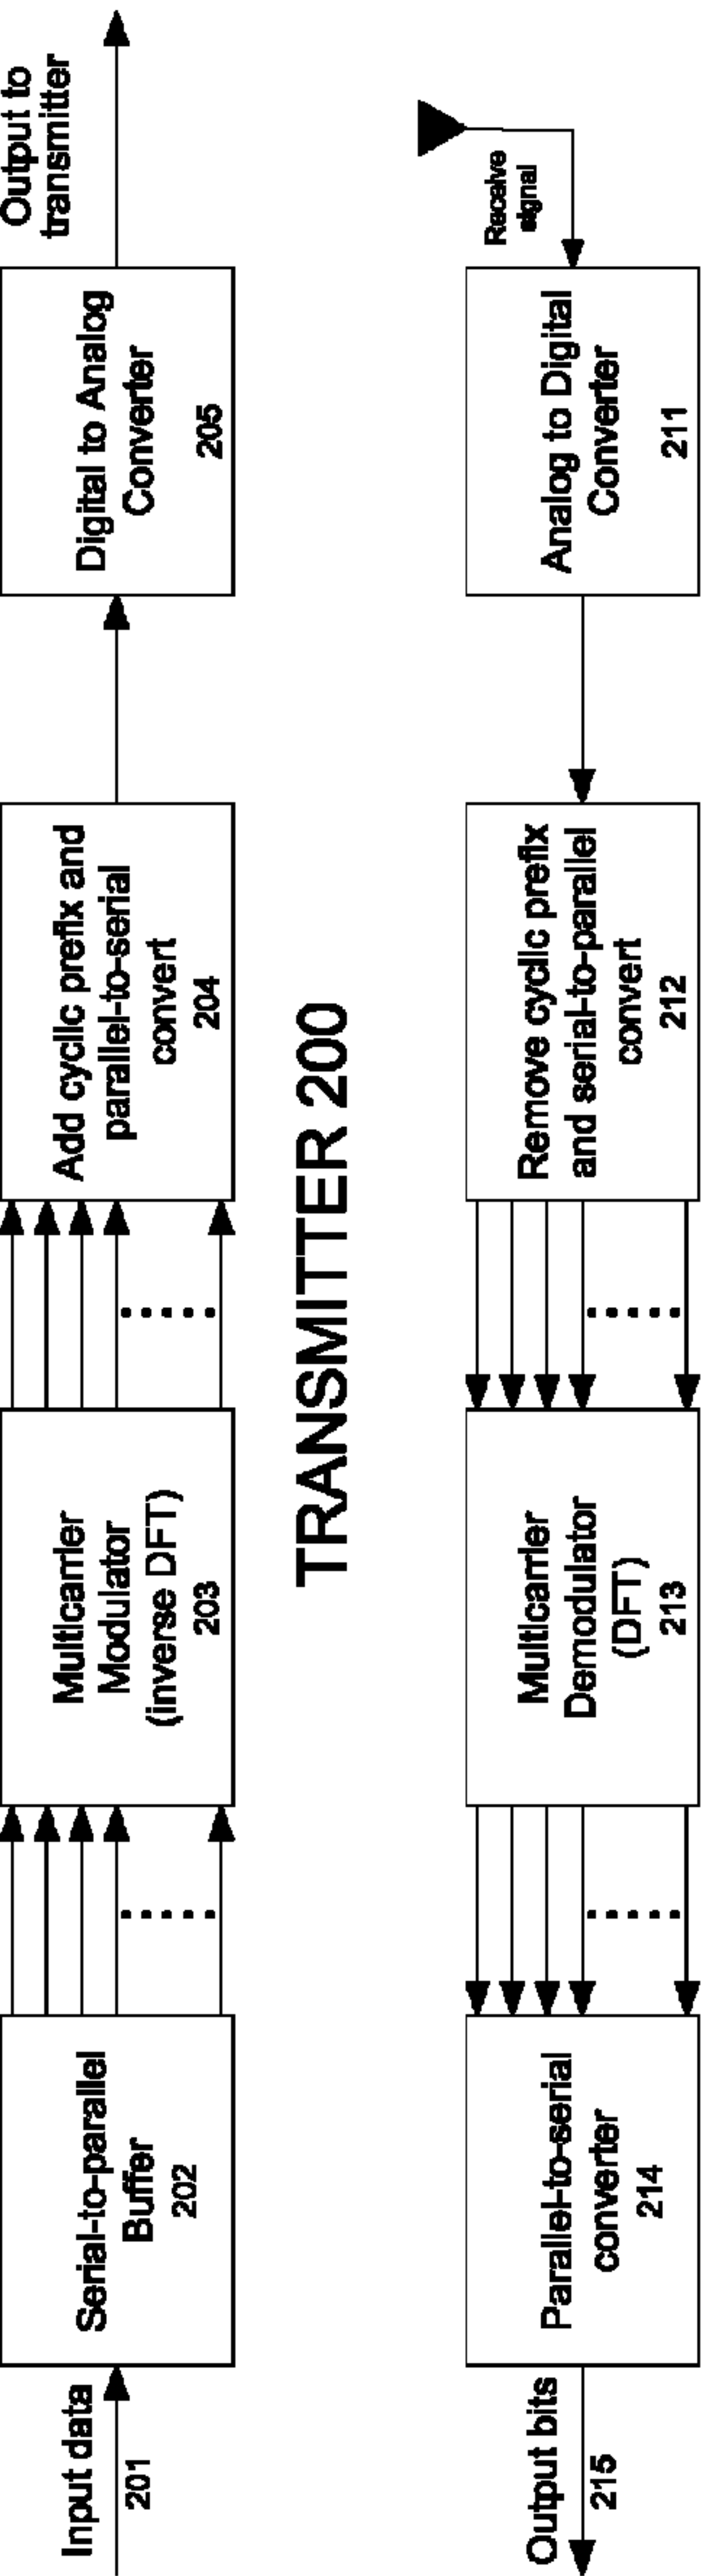 Input data
201
Serial-to-parallel
Buffer
202
Multicarrier
Modulator
(inverse DFT)
203
Add cyclic prefix and
parallel-to-serial
convert
204
Digital to Analog
Converter
205
Output to
transmitter
TRANSMITTER 200
Receive
signal
Analog to Digital
Converter
211
Remove cyclic prefix
and serial-to-parallel
convert
212
Multicarrier
Demodulator
(DFT)
213
Parallel-to-serial
converter
214
Output bits
215